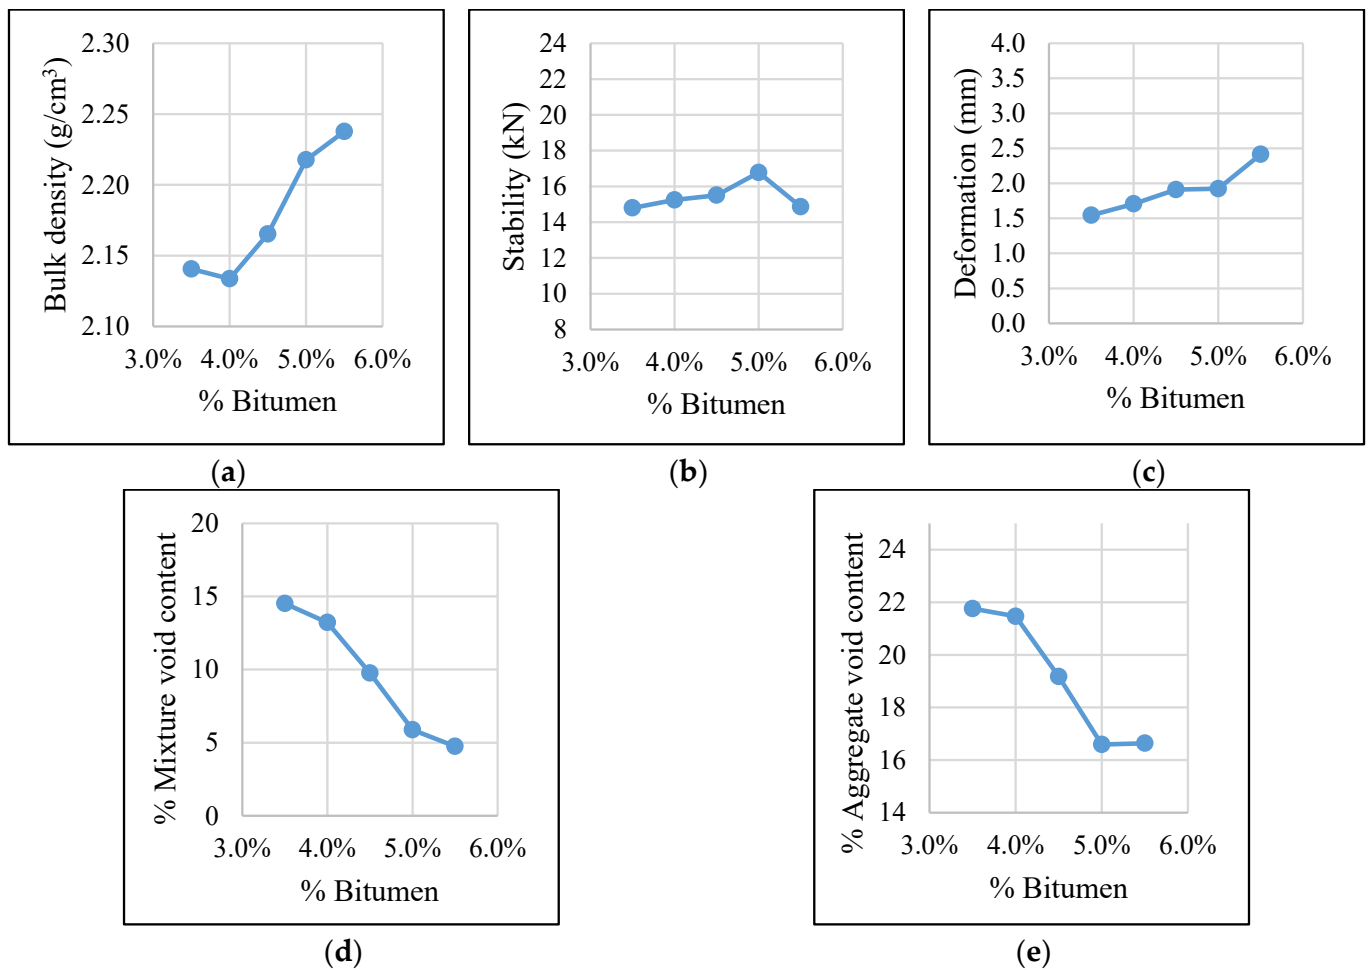 Bulk density (g/cm³)
2.30
2.25
2.20
2.15
2.10
3.0% 4.0% 5.0% 6.0%
% Bitumen
(a)
Stability (kN)
24
22
20
18
16
14
12
10
8
3.0% 4.0% 5.0% 6.0%
% Bitumen
(b)
Deformation (mm)
4.0
3.5
3.0
2.5
2.0
1.5
1.0
0.5
0.0
3.0% 4.0% 5.0% 6.0%
% Bitumen
(c)
% Mixture void content
20
15
10
5
0
3.0% 4.0% 5.0% 6.0%
% Bitumen
(d)
% Aggregate void content
24
22
20
18
16
14
3.0% 4.0% 5.0% 6.0%
% Bitumen
(e)